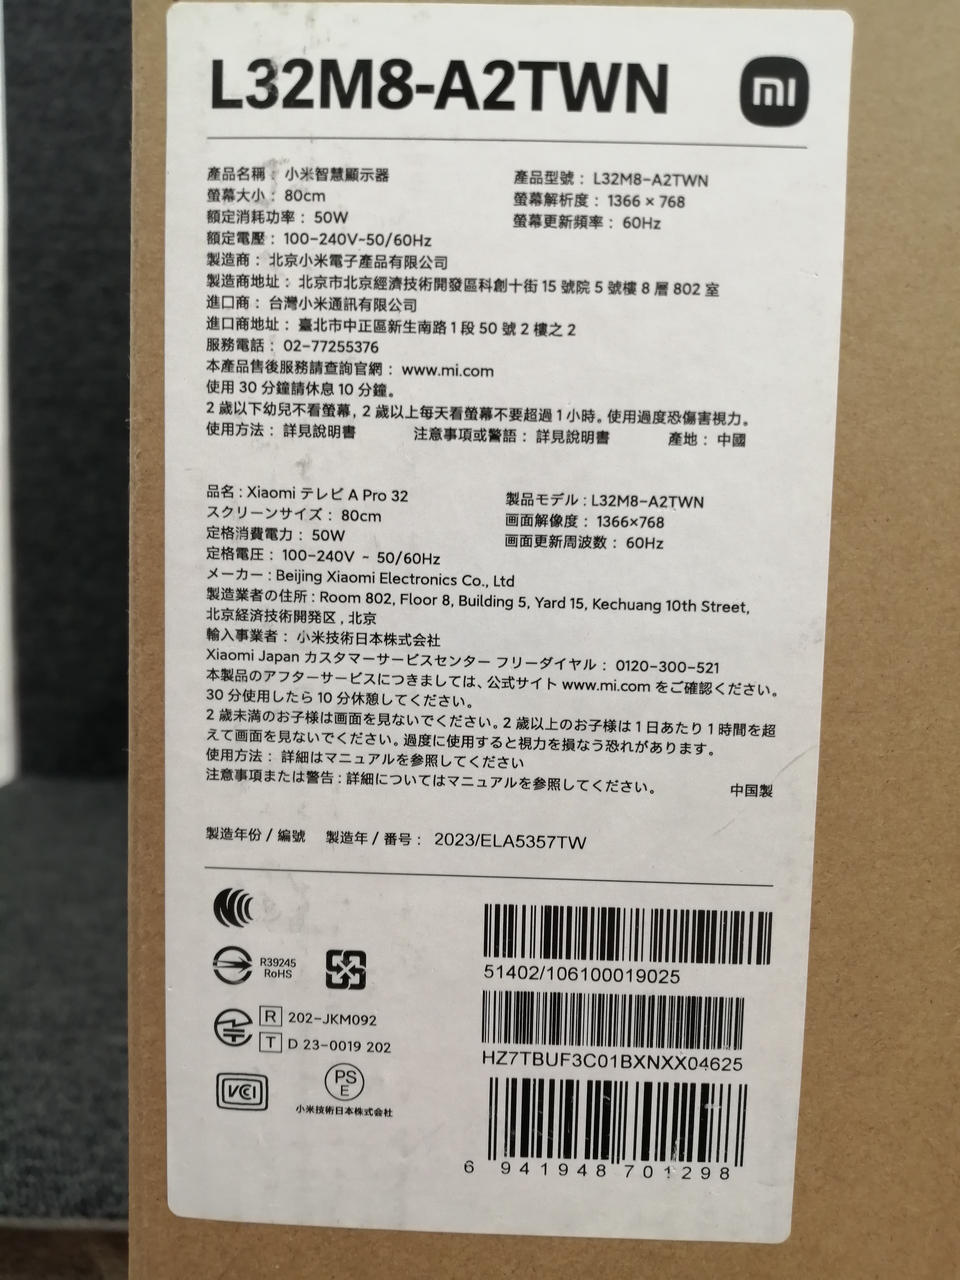 L32M8-A2TWN
mi
產品名稱： 小米智慧顯示器
產品型號： L32M8-A2TWN
螢幕大小： 80cm
螢幕解析度： 1366 × 768
額定消耗功率： 50W
螢幕更新頻率： 60Hz
額定電壓： 100-240V~50/60Hz
製造商： 北京小米電子產品有限公司
製造商地址： 北京市北京經濟技術開發區科創十街 15 號院 5 號樓 8 層 802 室
進口商： 台灣小米通訊有限公司
進口商地址： 臺北市中正區新生南路 1 段 50 號 2 樓之 2
服務電話： 02-77255376
本產品售後服務請查詢官網： www.mi.com
使用 30 分鐘請休息 10 分鐘。
2 歲以下幼兒不看螢幕，2 歲以上每天看螢幕不要超過 1 小時。使用過度恐傷害視力。
使用方法： 詳見說明書 注意事項或警語： 詳見說明書 產地： 中國
品名 : Xiaomi テレビ A Pro 32
製品モデル : L32M8-A2TWN
スクリーンサイズ： 80cm
画面解像度： 1366×768
定格消費電力： 50W
画面更新周波数： 60Hz
定格電圧： 100-240V ~ 50/60Hz
メーカー : Beijing Xiaomi Electronics Co., Ltd
製造業者の住所 : Room 802, Floor 8, Building 5, Yard 15, Kechuang 10th Street,
北京経済技術開発区 , 北京
輸入事業者： 小米技術日本株式会社
Xiaomi Japan カスタマーサービスセンター フリーダイヤル： 0120-300-521
本製品のアフターサービスにつきましては、公式サイト www.mi.com をご確認ください。
30 分使用したら 10 分休憩してください。
2 歳未満のお子様は画面を見ないでください。2 歳以上のお子様は 1 日あたり 1 時間を超
えて画面を見ないでください。過度に使用すると視力を損なう恐れがあります。
使用方法： 詳細はマニュアルを参照してください
注意事項または警告 : 詳細についてはマニュアルを参照してください。 中国製
製造年份 / 編號 製造年 / 番号： 2023/ELA5357TW
R39245
RoHS
R 202-JKM092
T D 23-0019 202
VCI
PS
E
小米技術日本株式会社
51402/106100019025
HZ7TBUF3C01BXNXX04625
6 941948 701298